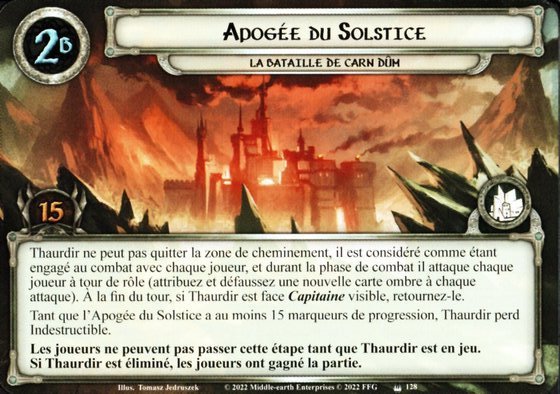 2B
APOGÉE DU SOLSTICE
LA BATAILLE DE CARN DÛM
15
Thaurdir ne peut pas quitter la zone de cheminement, il est considéré comme étant
engagé au combat avec chaque joueur, et durant la phase de combat il attaque chaque
joueur à tour de rôle (attribuez et défaussez une nouvelle carte ombre à chaque
attaque). À la fin du tour, si Thaurdir est face Capitaine visible, retournez-le.
Tant que l'Apogée du Solstice a au moins 15 marqueurs de progression, Thaurdir perd
Indestructible.
Les joueurs ne peuvent pas passer cette étape tant que Thaurdir est en jeu.
Si Thaurdir est éliminé, les joueurs ont gagné la partie.
Illus. Tomasz Jedruszek © 2022 Middle-earth Enterprises © 2022 FFG 128